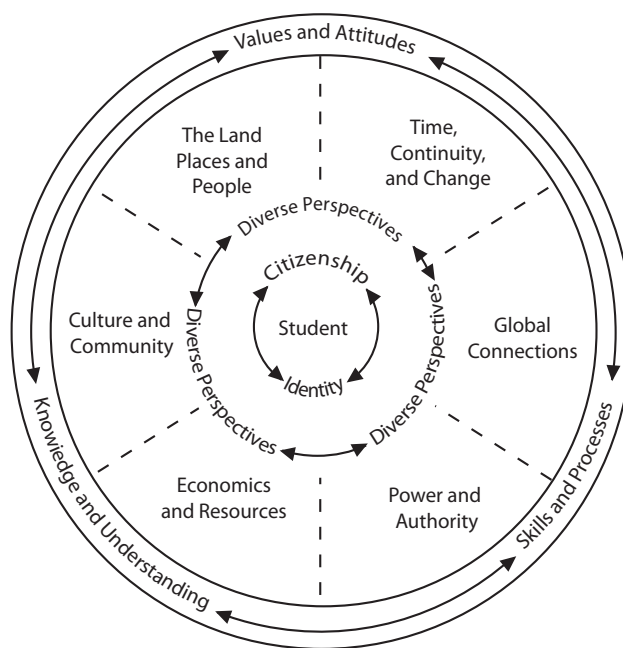 Values and Attitudes
The Land
Places and
People
Time,
Continuity,
and Change
Diverse Perspectives
Citizenship
Culture and
Community
Student
Global
Connections
Diverse Perspectives
Diverse Perspectives
Identity
Economics
and Resources
Power and
Authority
Knowledge and Understanding
Skills and Processes